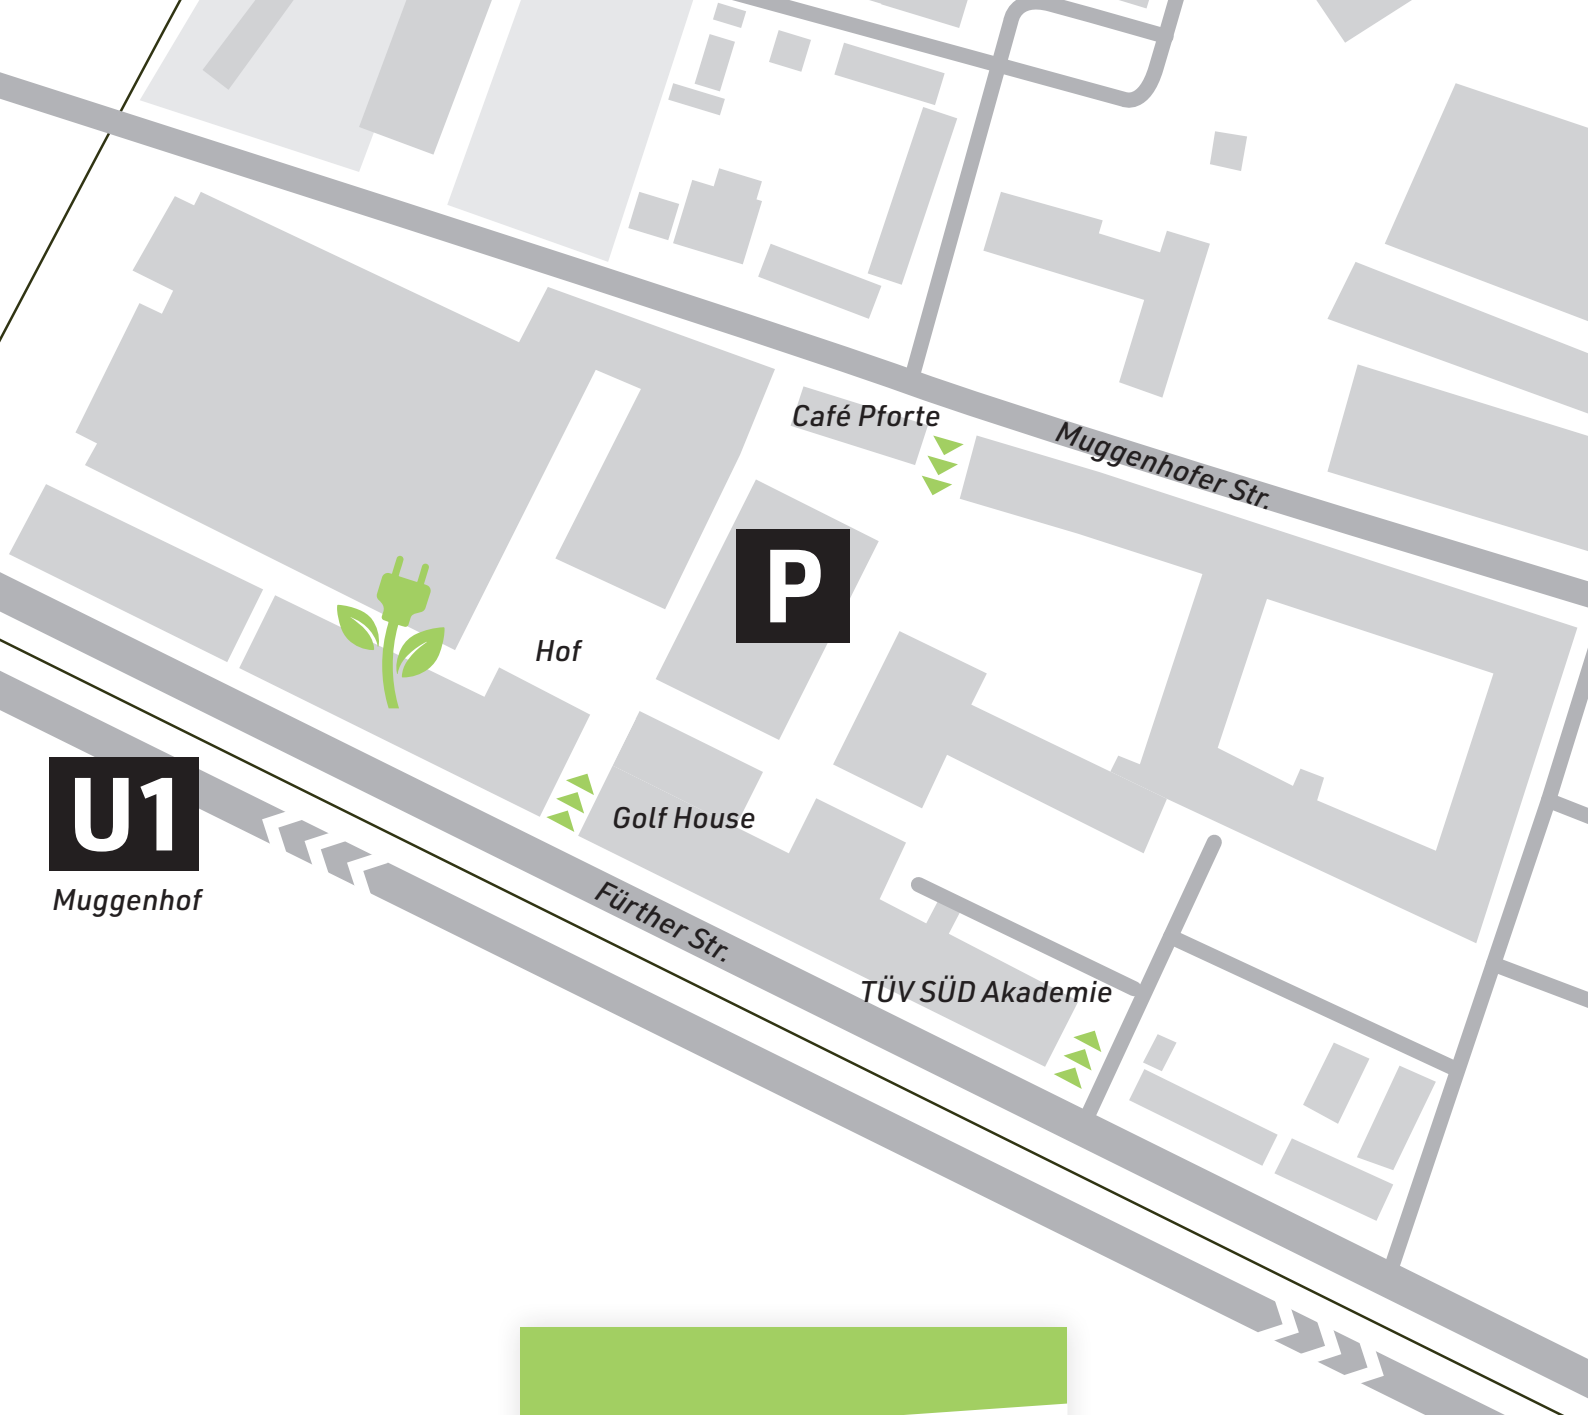 Café Pforte
Muggenhofer Str.
P
Hof
U1
Muggenhof
Golf House
Fürther Str.
TÜV SÜD Akademie